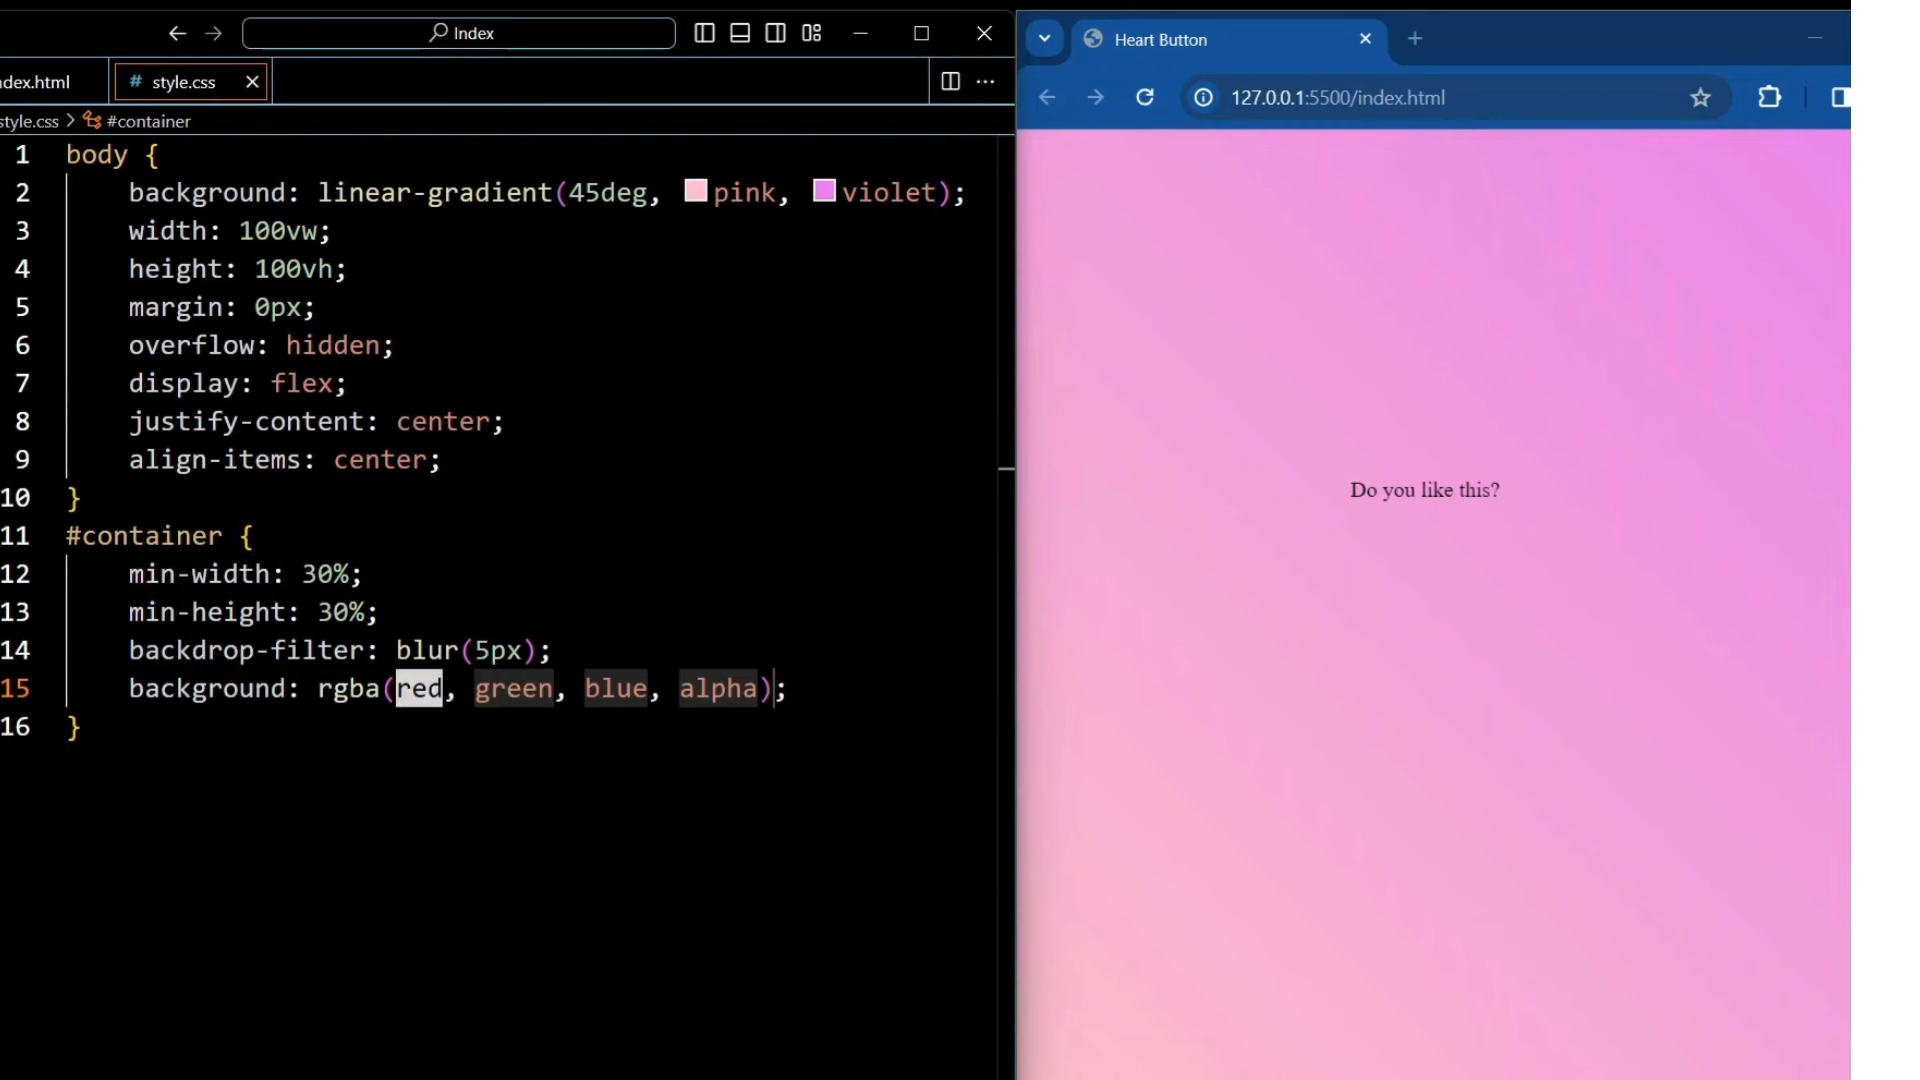 Index
ndex.html
# style.css
style.css > #container
1 body {
2 background: linear-gradient(45deg, pink, violet);
3 width: 100vw;
4 height: 100vh;
5 margin: 0px;
6 overflow: hidden;
7 display: flex;
8 justify-content: center;
9 align-items: center;
10 }
11 #container {
12 min-width: 30%;
13 min-height: 30%;
14 backdrop-filter: blur(5px);
15 background: rgba(red, green, blue, alpha);
16 }
Heart Button
127.0.0.1:5500/index.html
Do you like this?